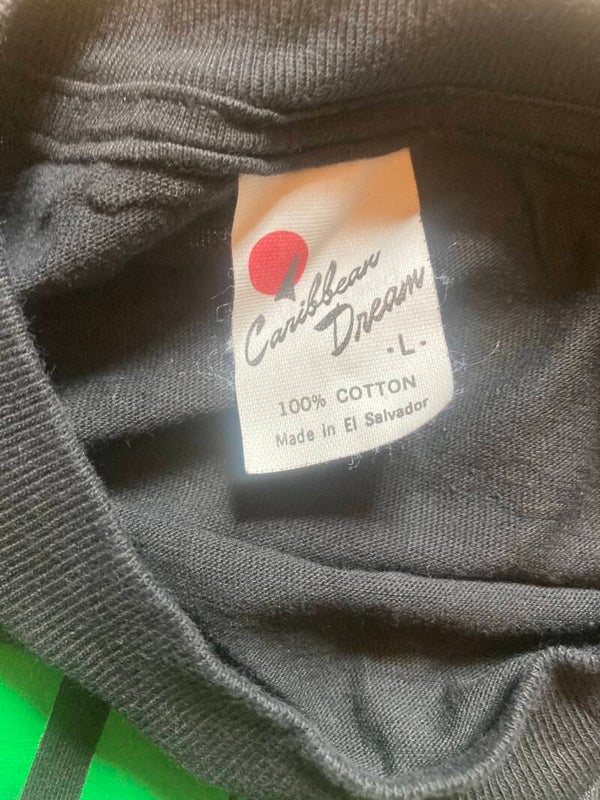 Caribbean
Dream
-L-
100% COTTON
Made in El Salvador